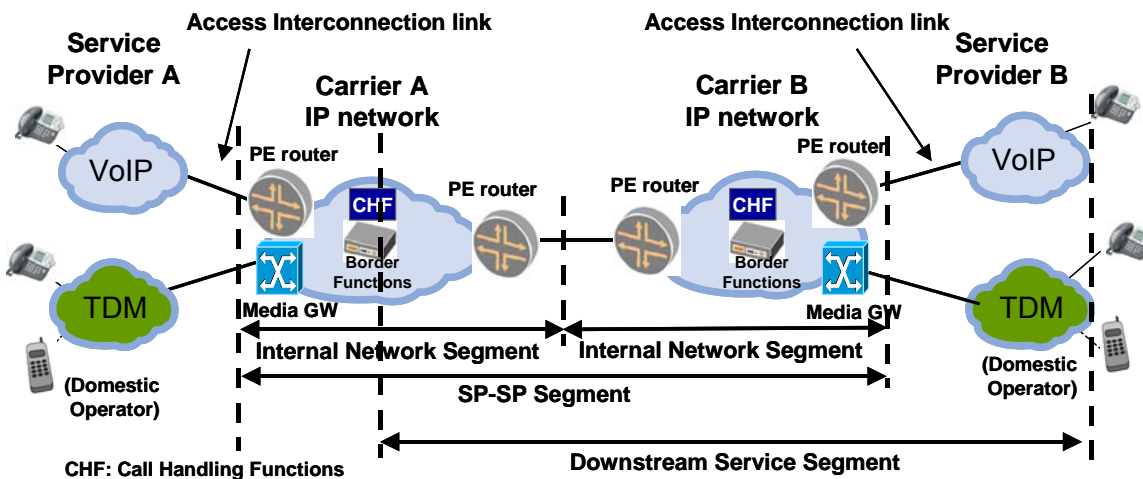 Access Interconnection link
Access Interconnection link
Service
Provider A
Service
Provider B
Carrier A
IP network
Carrier B
IP network
VoIP
PE router
CHF
PE router
PE router
CHF
PE router
VoIP
TDM
Border
Functions
Media GW
Border
Functions
Media GW
TDM
(Domestic
Operator)
(Domestic
Operator)
Internal Network Segment
Internal Network Segment
SP-SP Segment
Downstream Service Segment
CHF: Call Handling Functions